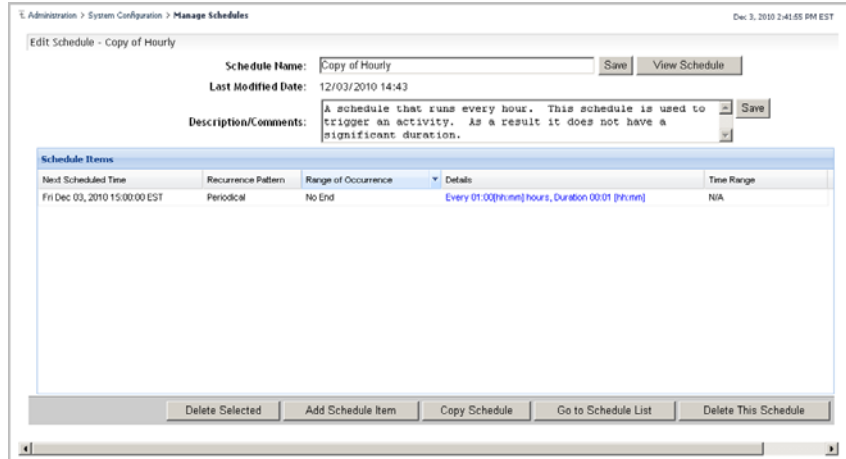 Administration > System Configuration > Manage Schedules
Dec 3, 2010 2:41:55 PM EST
Edit Schedule - Copy of Hourly
Schedule Name: Copy of Hourly Save View Schedule
Last Modified Date: 12/03/2010 14:43
Description/Comments: A schedule that runs every hour. This schedule is used to Save
trigger an activity. As a result it does not have a
significant duration.
Schedule Items
Next Scheduled Time Recurrence Pattern Range of Occurrence Details Time Range
Fri Dec 03, 2010 15:00:00 EST Periodical No End Every 01:00[hh:mm] hours, Duration 00:01 [hh:mm] N/A
Delete Selected Add Schedule Item Copy Schedule Go to Schedule List Delete This Schedule